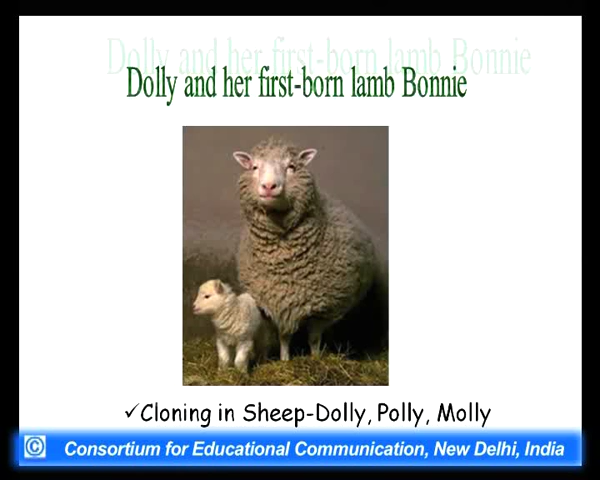 Dolly and her first-born lamb Bonnie
✓Cloning in Sheep-Dolly, Polly, Molly
© Consortium for Educational Communication, New Delhi, India